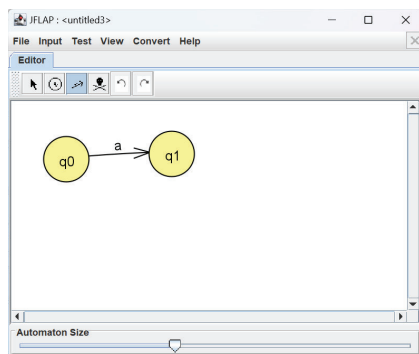 JFLAP : <untitled3>
File Input Test View Convert Help
Editor
a
q0
q1
Automaton Size